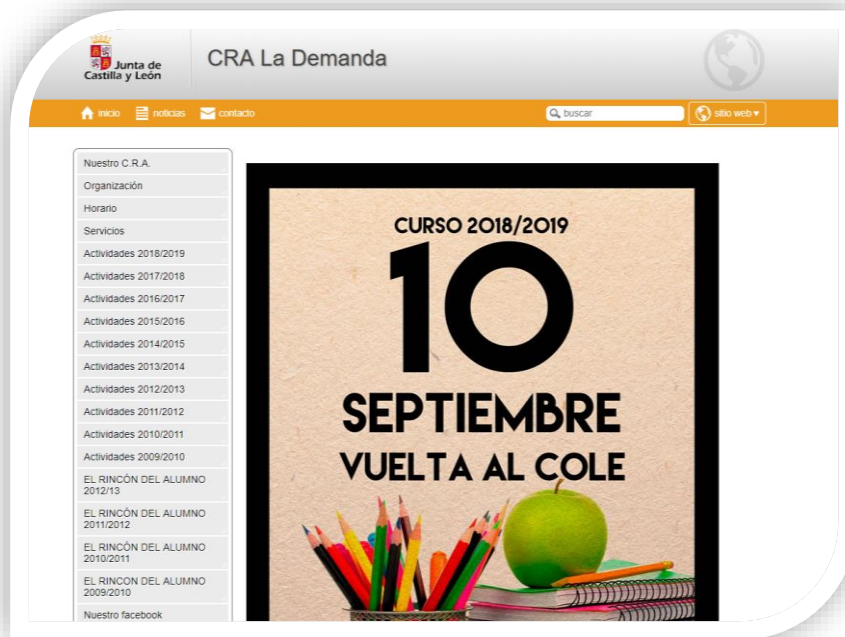 Junta de
Castilla y León
CRA La Demanda
inicio noticias contacto buscar sitio web
Nuestro C.R.A.
Organización
Horario
Servicios
Actividades 2018/2019
Actividades 2017/2018
Actividades 2016/2017
Actividades 2015/2016
Actividades 2014/2015
Actividades 2013/2014
Actividades 2012/2013
Actividades 2011/2012
Actividades 2010/2011
Actividades 2009/2010
EL RINCÓN DEL ALUMNO
2012/13
EL RINCÓN DEL ALUMNO
2011/2012
EL RINCÓN DEL ALUMNO
2010/2011
EL RINCON DEL ALUMNO
2009/2010
Nuestro facebook
CURSO 2018/2019
10
SEPTIEMBRE
VUELTA AL COLE